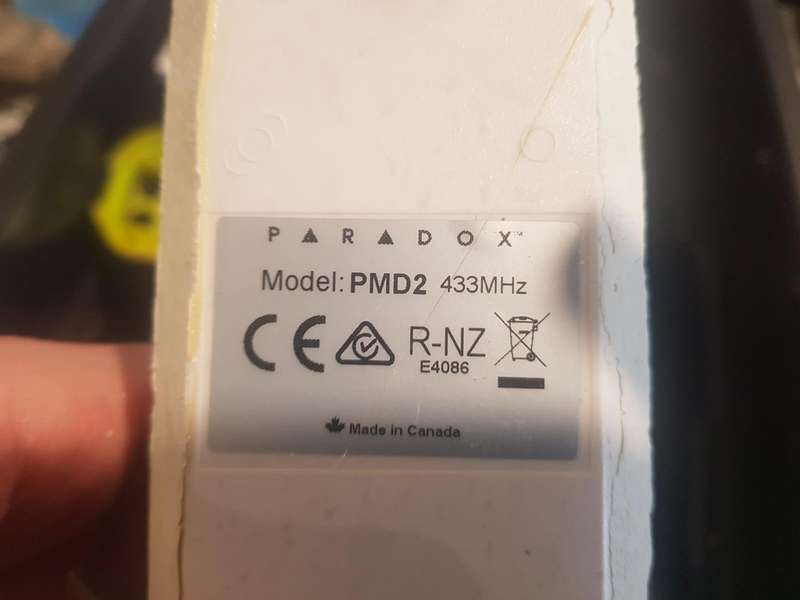 PARADOX™
Model: PMD2 433MHz
CE R-NZ
E4086
Made in Canada